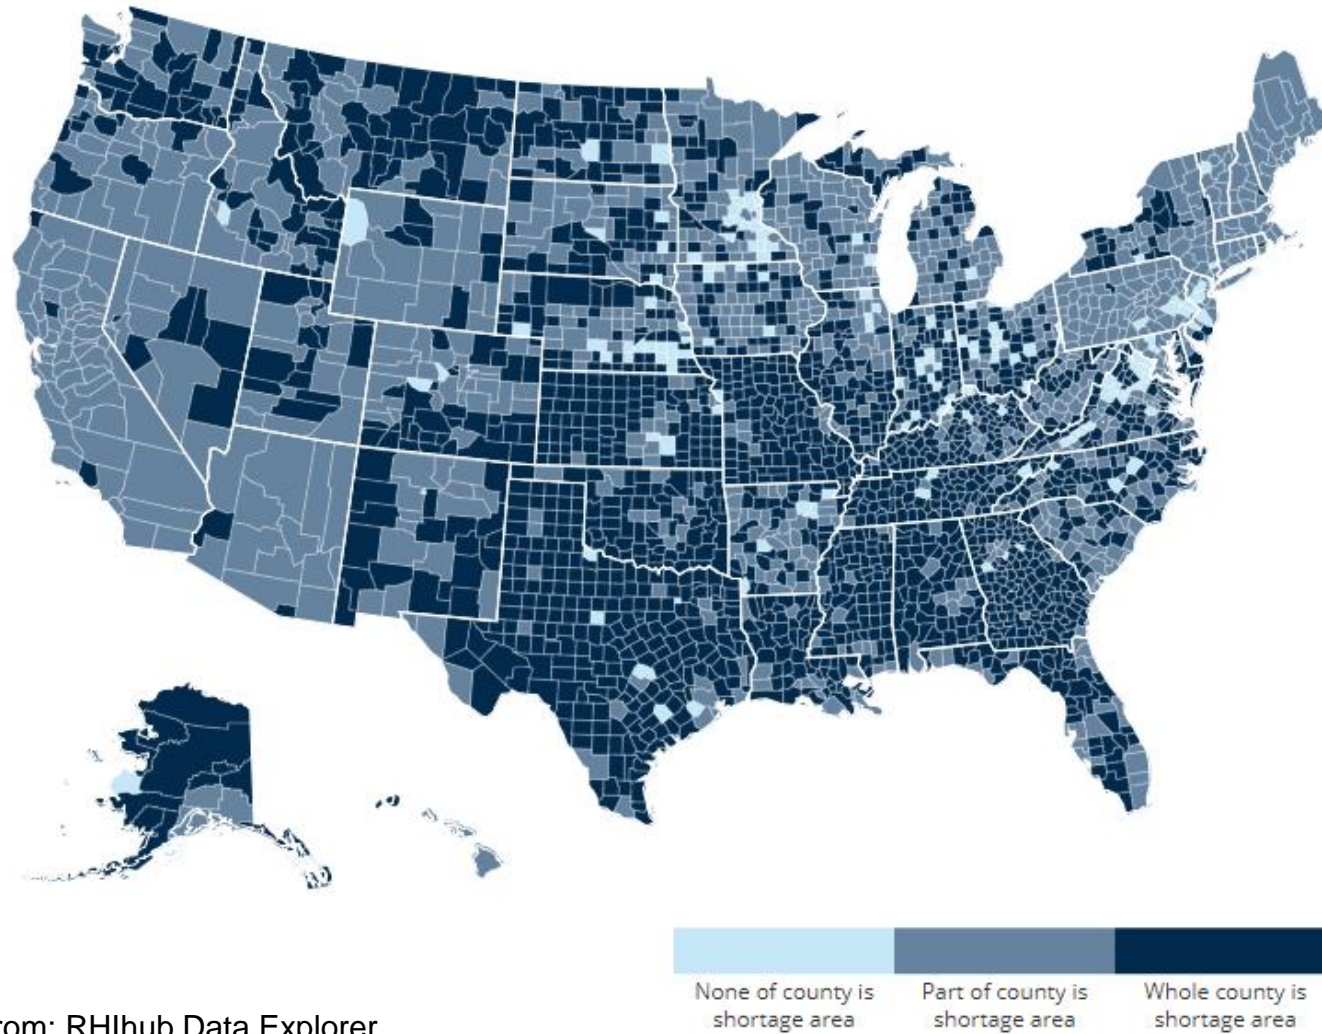 None of county is
shortage area
Part of county is
shortage area
Whole county is
shortage area
rom: RHIhub Data Explorer